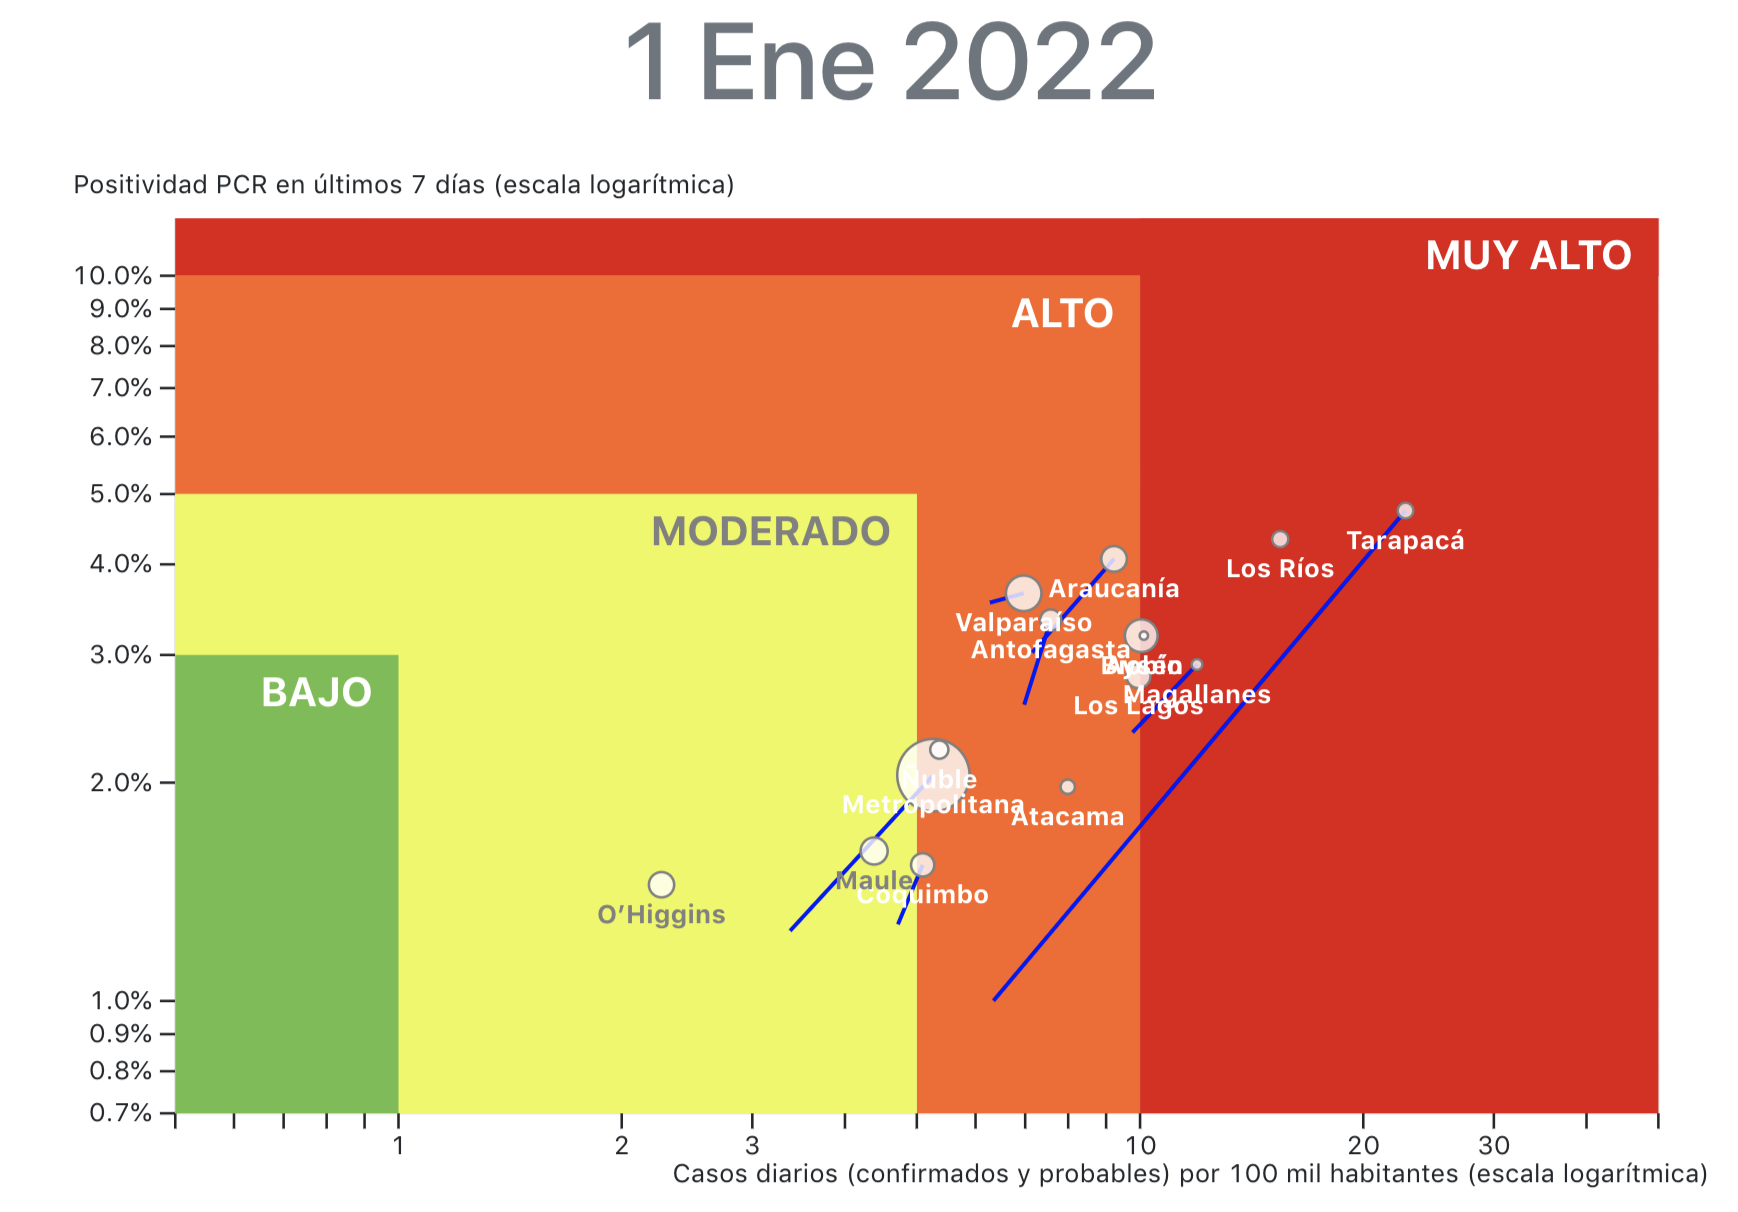 1 Ene 2022
Positividad PCR en últimos 7 días (escala logarítmica)
MUY ALTO
10.0%
ALTO
9.0%
8.0%
7.0%
6.0%
5.0%
MODERADO
Tarapacá
4.0%
Los Ríos
Araucanía
Valparaíso
Antofagasta
3.0%
Aysén
BAJO
Magallanes
Los Lagos
2.0%
Ñuble
Metropolitana
Atacama
Maule
Coquimbo
O’Higgins
1.0%
0.9%
0.8%
0.7%
1 2 3 10 20 30
Casos diarios (confirmados y probables) por 100 mil habitantes (escala logarítmica)